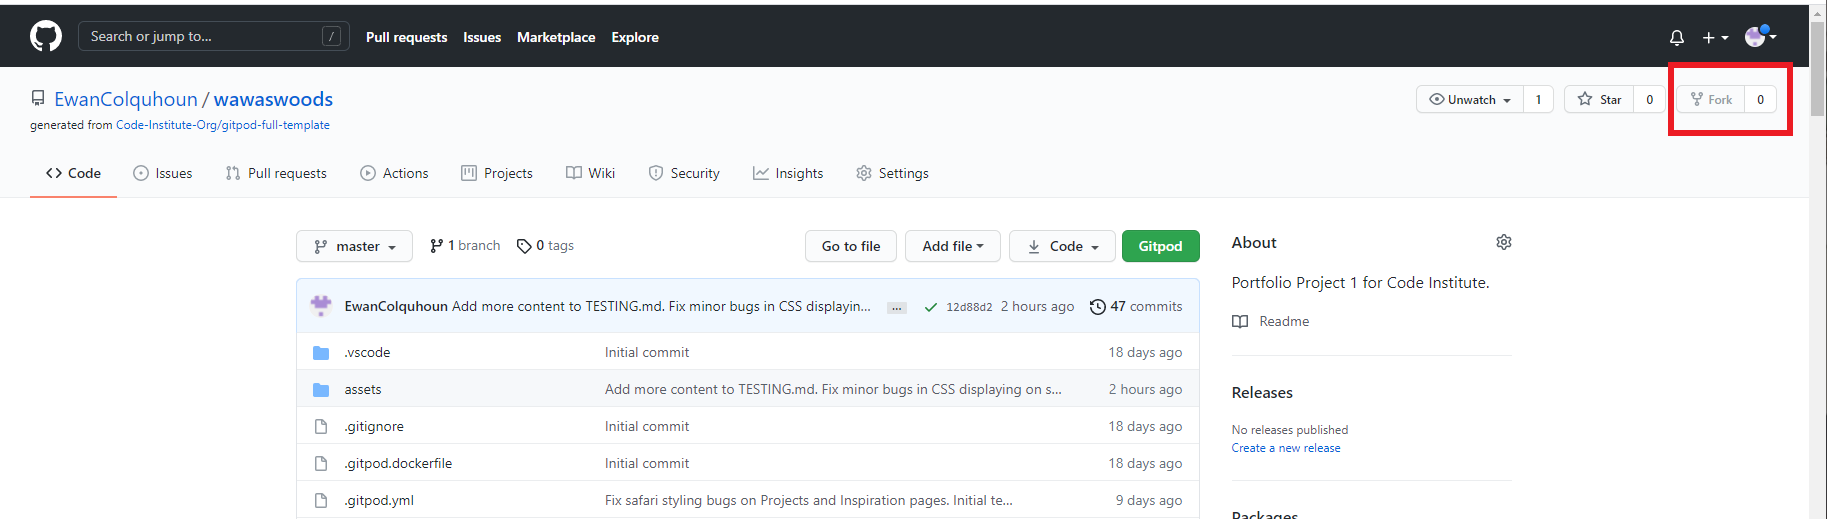 Search or jump to... / Pull requests Issues Marketplace Explore
EwanColquhoun / wawaswoods Unwatch 1 Star 0 Fork 0
generated from Code-Institute-Org/gitpod-full-template
Code Issues Pull requests Actions Projects Wiki Security Insights Settings
master 1 branch 0 tags Go to file Add file Code Gitpod
About
Portfolio Project 1 for Code Institute.
EwanColquhoun Add more content to TESTING.md. Fix minor bugs in CSS displayin... ... 12d88d2 2 hours ago 47 commits
Readme
.vscode Initial commit 18 days ago
assets Add more content to TESTING.md. Fix minor bugs in CSS displaying on s... 2 hours ago
Releases
.gitignore Initial commit 18 days ago
No releases published
Create a new release
.gitpod.dockerfile Initial commit 18 days ago
.gitpod.yml Fix safari styling bugs on Projects and Inspiration pages. Initial te... 9 days ago
Packages